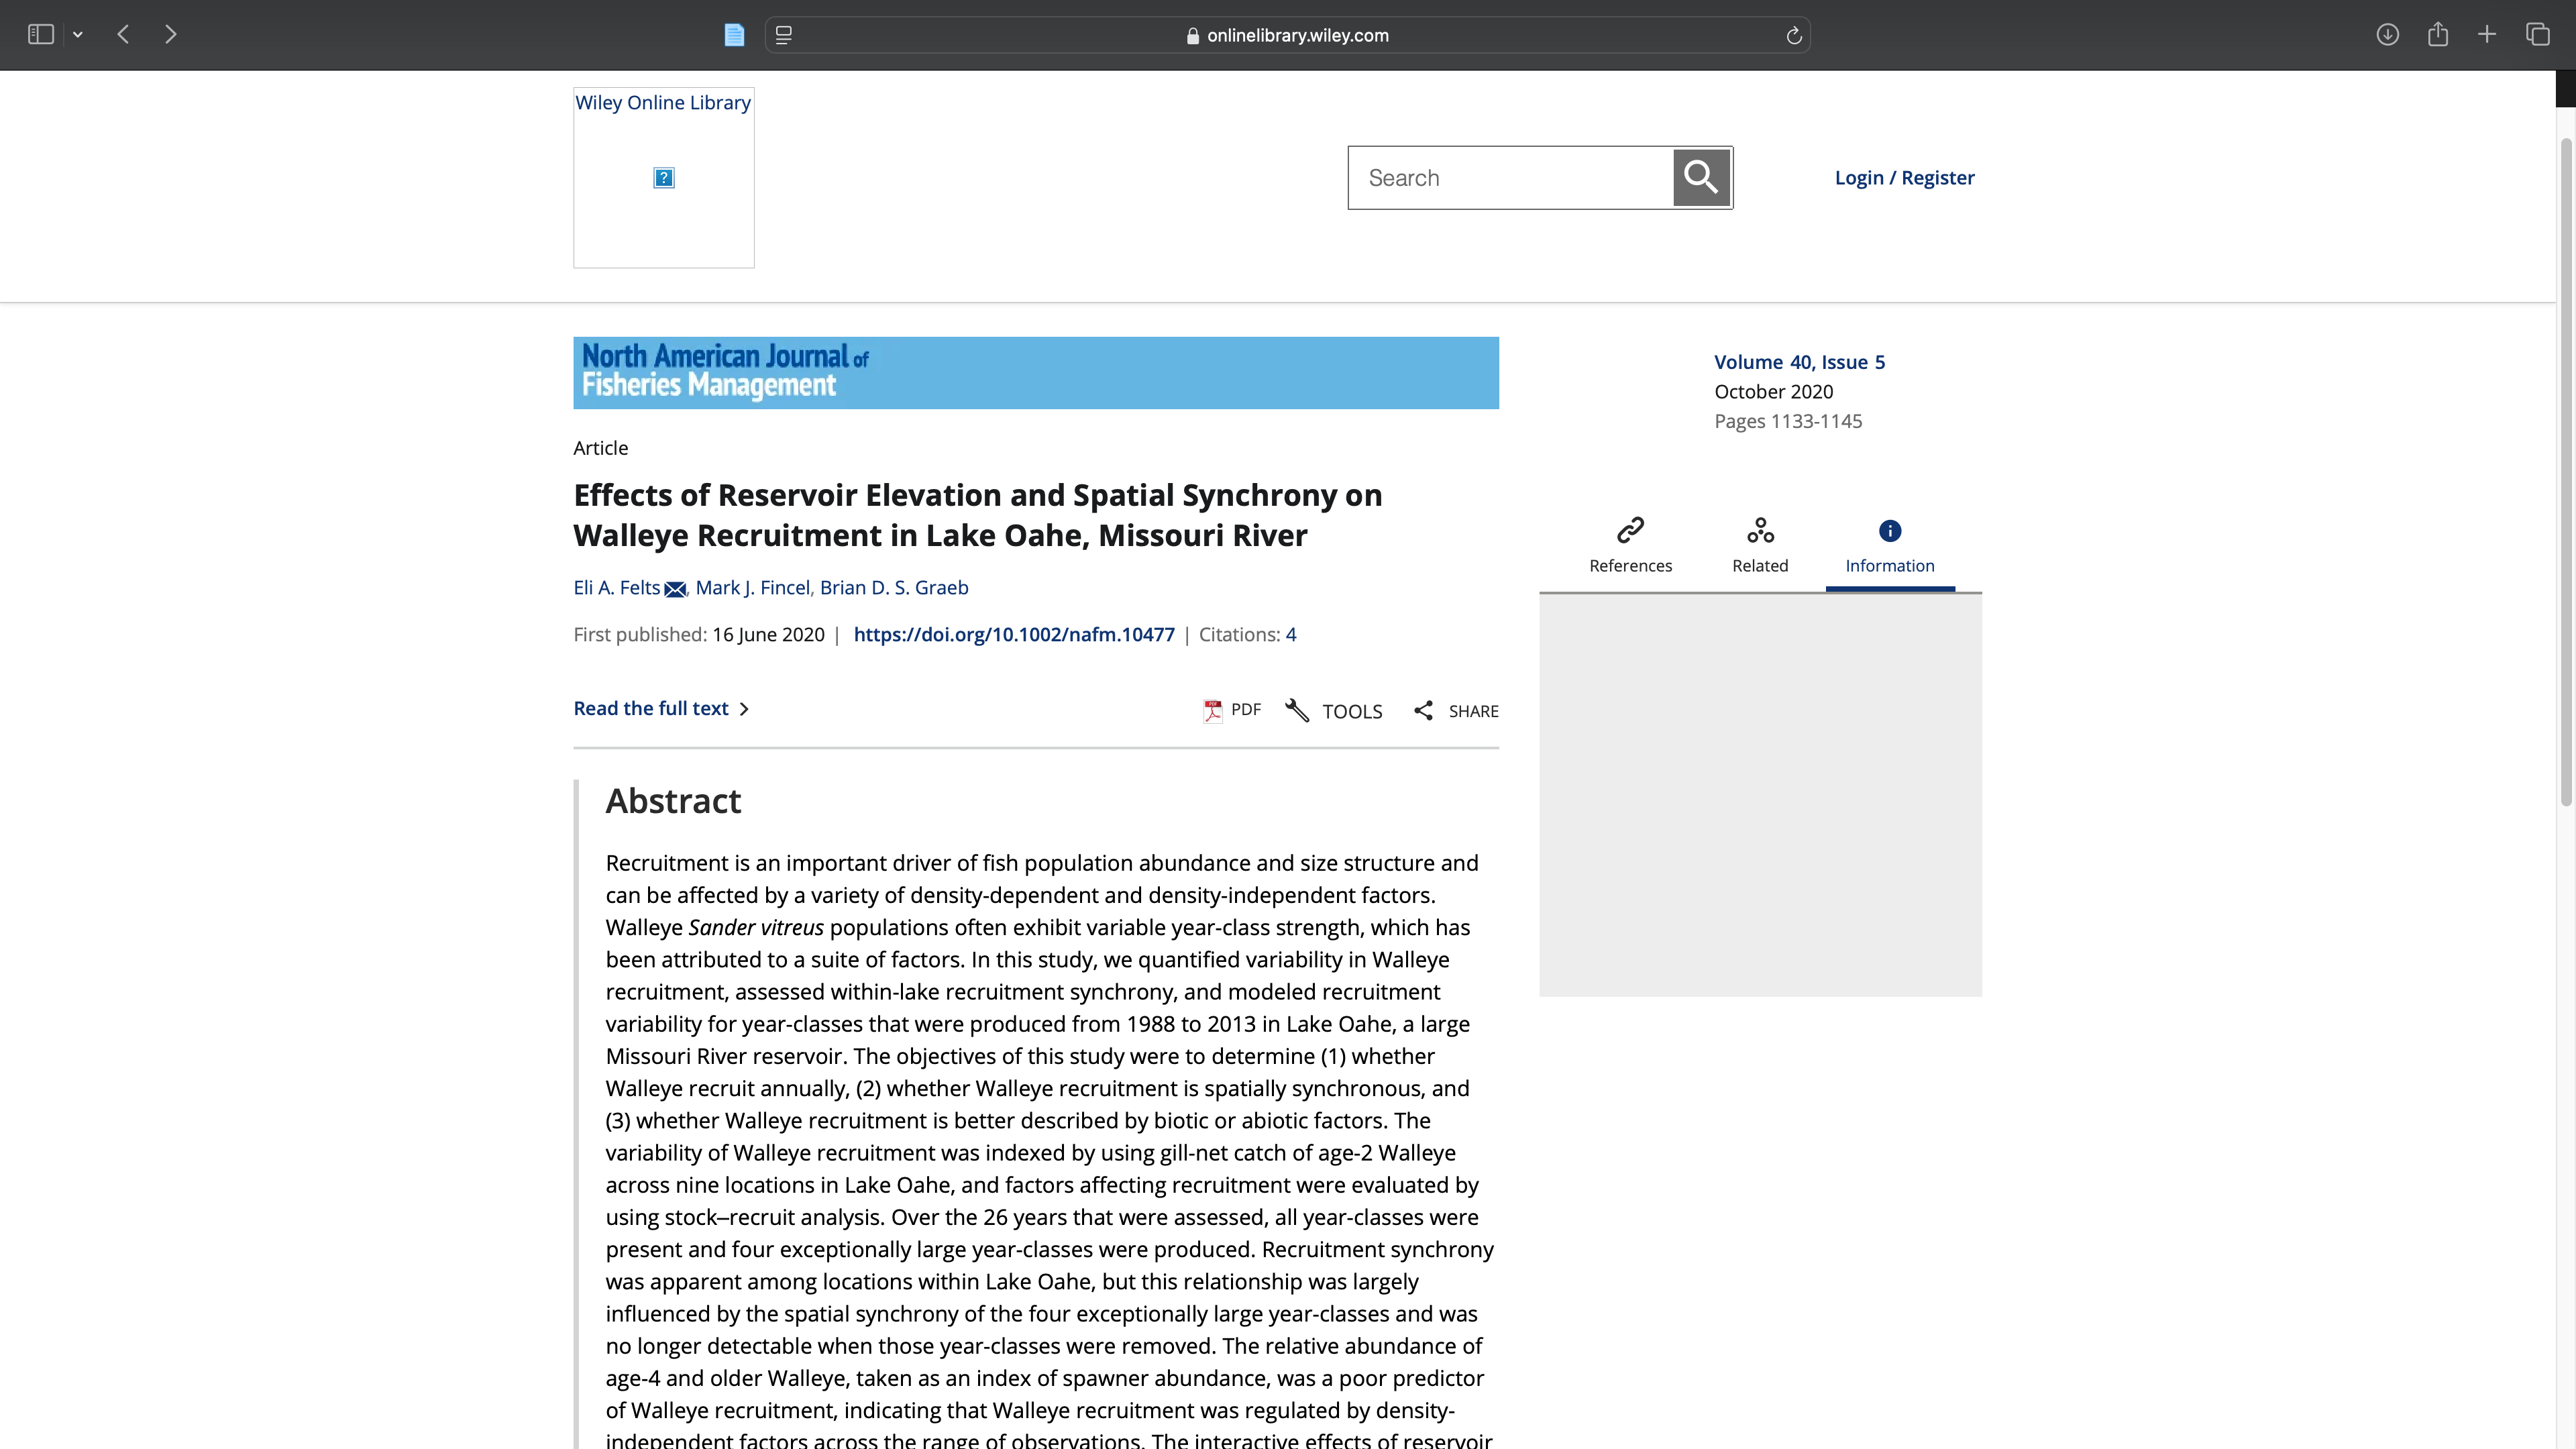 onlinelibrary.wiley.com
Wiley Online Library
Search
Login / Register
North American Journal of
Fisheries Management
Volume 40, Issue 5
October 2020
Pages 1133-1145
Article
Effects of Reservoir Elevation and Spatial Synchrony on
Walleye Recruitment in Lake Oahe, Missouri River
Eli A. Felts, Mark J. Fincel, Brian D. S. Graeb
First published: 16 June 2020 | https://doi.org/10.1002/nafm.10477 | Citations: 4
References Related Information
Read the full text
PDF TOOLS SHARE
Abstract
Recruitment is an important driver of fish population abundance and size structure and
can be affected by a variety of density-dependent and density-independent factors.
Walleye Sander vitreus populations often exhibit variable year-class strength, which has
been attributed to a suite of factors. In this study, we quantified variability in Walleye
recruitment, assessed within-lake recruitment synchrony, and modeled recruitment
variability for year-classes that were produced from 1988 to 2013 in Lake Oahe, a large
Missouri River reservoir. The objectives of this study were to determine (1) whether
Walleye recruit annually, (2) whether Walleye recruitment is spatially synchronous, and
(3) whether Walleye recruitment is better described by biotic or abiotic factors. The
variability of Walleye recruitment was indexed by using gill-net catch of age-2 Walleye
across nine locations in Lake Oahe, and factors affecting recruitment were evaluated by
using stock–recruit analysis. Over the 26 years that were assessed, all year-classes were
present and four exceptionally large year-classes were produced. Recruitment synchrony
was apparent among locations within Lake Oahe, but this relationship was largely
influenced by the spatial synchrony of the four exceptionally large year-classes and was
no longer detectable when those year-classes were removed. The relative abundance of
age-4 and older Walleye, taken as an index of spawner abundance, was a poor predictor
of Walleye recruitment, indicating that Walleye recruitment was regulated by density-
independent factors across the range of observations. The interactive effects of reservoir